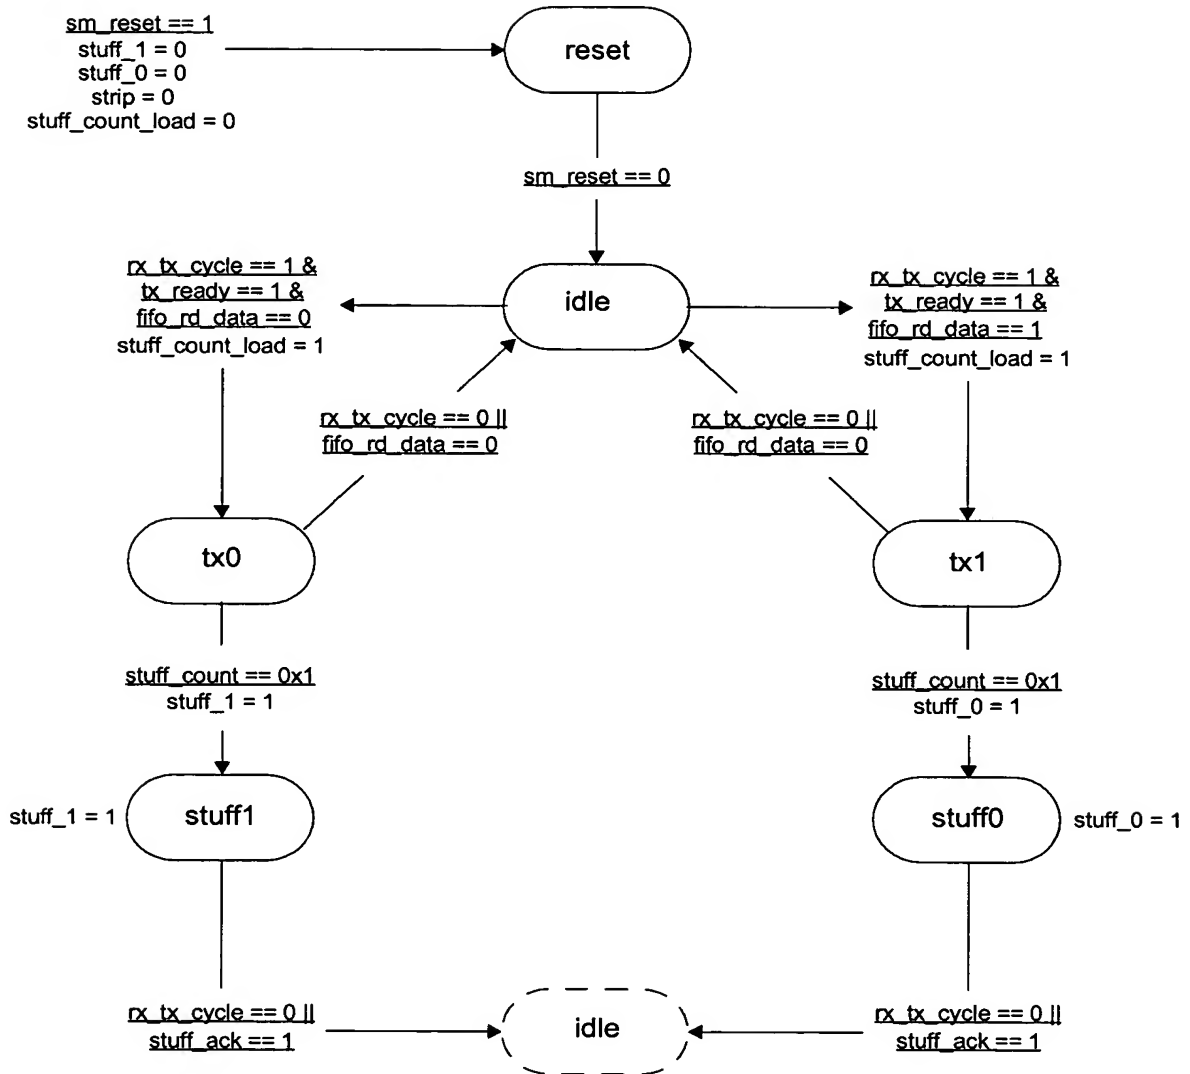 sm_reset == 1
stuff_1 = 0
stuff_0 = 0
strip = 0
stuff_count_load = 0
reset
sm_reset == 0
rx_tx_cycle == 1 &
tx_ready == 1 &
fifo_rd_data == 0
stuff_count_load = 1
idle
rx_tx_cycle == 1 &
tx_ready == 1 &
fifo_rd_data == 1
stuff_count_load = 1
rx_tx_cycle == 0 ||
fifo_rd_data == 0
rx_tx_cycle == 0 ||
fifo_rd_data == 0
tx0
tx1
stuff_count == 0x1
stuff_1 = 1
stuff_count == 0x1
stuff_0 = 1
stuff_1 = 1
stuff1
stuff0
stuff_0 = 1
rx_tx_cycle == 0 ||
stuff_ack == 1
idle
rx_tx_cycle == 0 ||
stuff_ack == 1